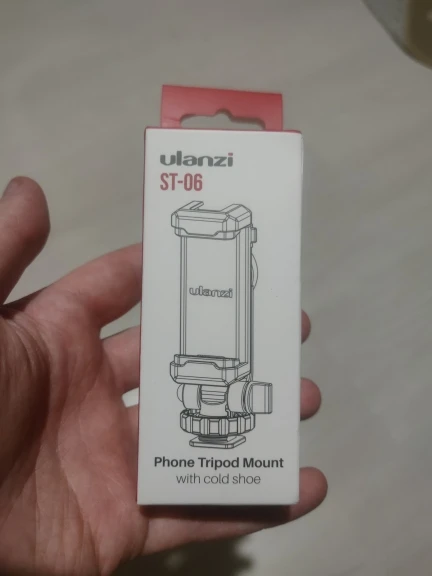 ulanzi
ST-06
ulanzi
Phone Tripod Mount
with cold shoe